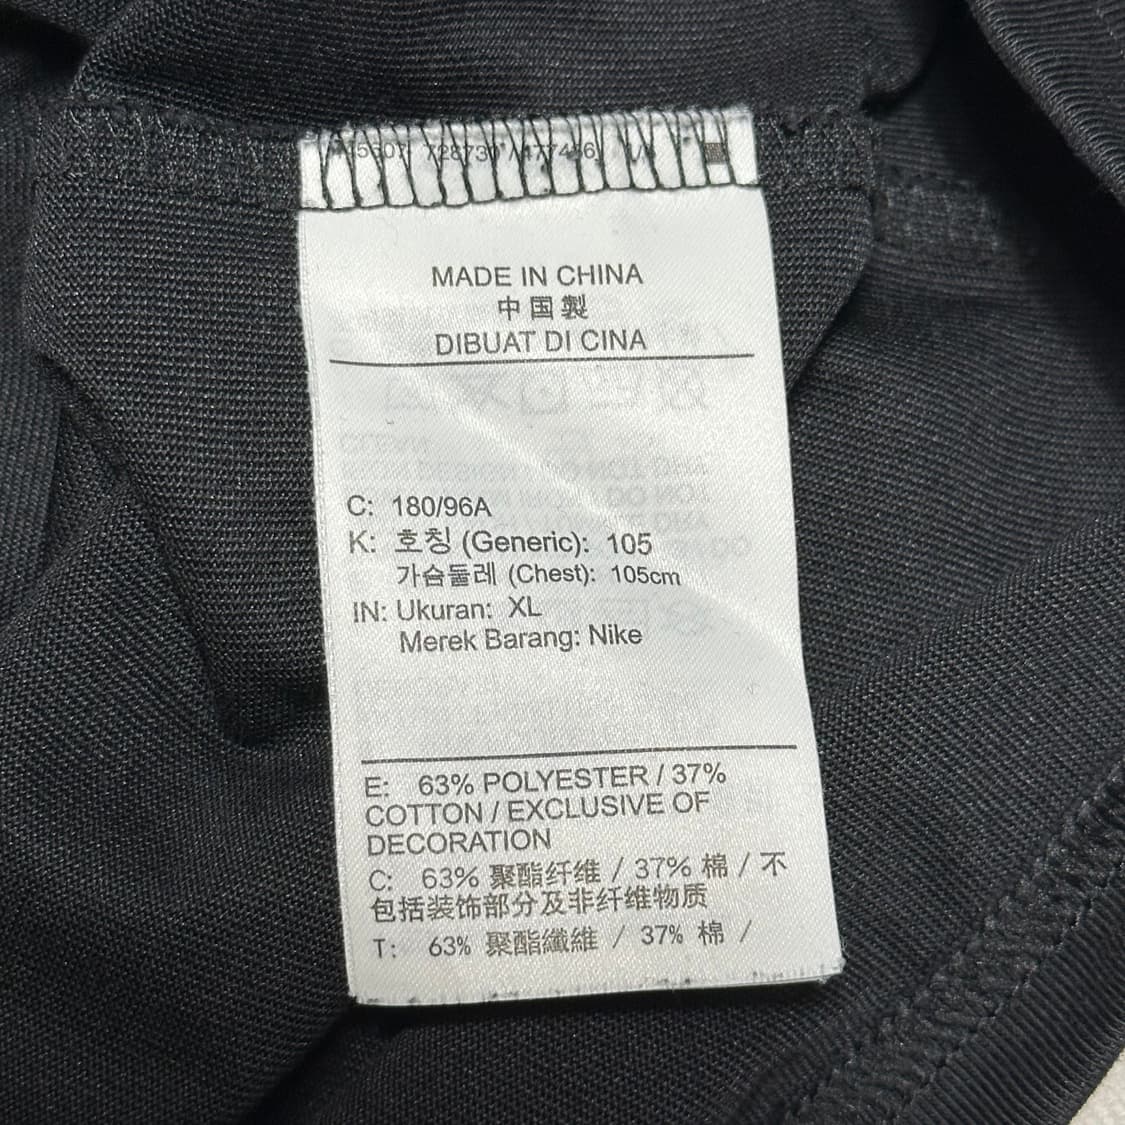 MADE IN CHINA
中国製
DIBUAT DI CINA
C: 180/96A
K: 호칭 (Generic): 105
가슴둘레 (Chest): 105cm
IN: Ukuran: XL
Merek Barang: Nike
E: 63% POLYESTER / 37%
COTTON / EXCLUSIVE OF
DECORATION
C: 63% 聚酯纤维 / 37% 棉 / 不
包括装饰部分及非纤维物质
T: 63% 聚酯纖維 / 37% 棉 /